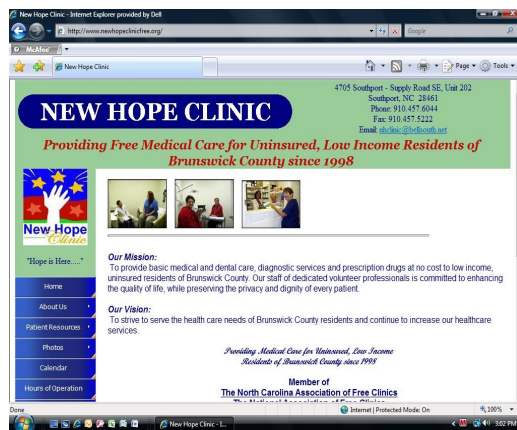 New Hope Clinic - Internet Explorer provided by Dell
http://www.newhopeclinicfree.org/
Google
McAfee
New Hope Clinic
Page
Tools
4705 Southport - Supply Road SE, Unit 202
Southport, NC 28461
Phone: 910.457.6044
Fax: 910.457.5222
Email: nhclinic@bellsouth.net
NEW HOPE CLINIC
Providing Free Medical Care for Uninsured, Low Income Residents of
Brunswick County since 1998
New Hope
Clinic
"Hope is Here....."
Home
About Us
Patient Resources
Photos
Calendar
Hours of Operation
Our Mission:
To provide basic medical and dental care, diagnostic services and prescription drugs at no cost to low income,
uninsured residents of Brunswick County. Our staff of dedicated volunteer professionals is committed to enhancing
the quality of life, while preserving the privacy and dignity of every patient.
Our Vision:
To strive to serve the health care needs of Brunswick County residents and continue to increase our healthcare
services.
Providing Medical Care for Uninsured, Low Income
Residents of Brunswick County since 1998
Member of
The North Carolina Association of Free Clinics
The National Association of Free Clinics
Done
Internet | Protected Mode: On
100%
New Hope Clinic - I...
3:02 PM